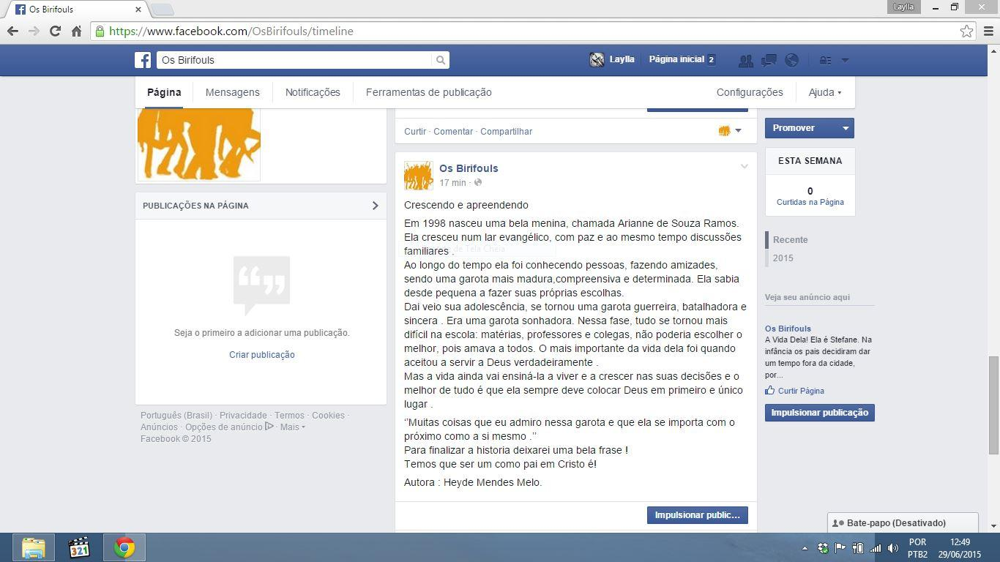 Os Birifouls
Laylla
https://www.facebook.com/OsBirifouls/timeline
Os Birifouls
Laylla
Página inicial 2
Página
Mensagens
Notificações
Ferramentas de publicação
Configurações
Ajuda
Curtir · Comentar · Compartilhar
Promover
ESTA SEMANA
0
Curtidas na Página
Recente
2015
Veja seu anúncio aqui
Os Birifouls
A Vida Dela! Ela é Stefane. Na
infância os pais decidiram dar
um tempo fora da cidade,
por...
Curtir Página
Impulsionar publicação
PUBLICAÇÕES NA PÁGINA
Seja o primeiro a adicionar uma publicação.
Criar publicação
Português (Brasil) · Privacidade · Termos · Cookies ·
Anúncios · Opções de anúncio · Mais
Facebook © 2015
Os Birifouls
17 min ·
Crescendo e apreendendo
Em 1998 nasceu uma bela menina, chamada Arianne de Souza Ramos.
Ela cresceu num lar evangélico, com paz e ao mesmo tempo discussões
familiares .
de Tela Cheia
Ao longo do tempo ela foi conhecendo pessoas, fazendo amizades,
sendo uma garota mais madura,compreensiva e determinada. Ela sabia
desde pequena a fazer suas próprias escolhas.
Dai veio sua adolescência, se tornou uma garota guerreira, batalhadora e
sincera . Era uma garota sonhadora. Nessa fase, tudo se tornou mais
difícil na escola: matérias, professores e colegas, não poderia escolher o
melhor, pois amava a todos. O mais importante da vida dela foi quando
aceitou a servir a Deus verdadeiramente .
Mas a vida ainda vai ensiná-la a viver e a crescer nas suas decisões e o
melhor de tudo é que ela sempre deve colocar Deus em primeiro e único
lugar .
‘’Muitas coisas que eu admiro nessa garota e que ela se importa com o
próximo como a si mesmo .’’
Para finalizar a historia deixarei uma bela frase !
Temos que ser um como pai em Cristo é!
Autora : Heyde Mendes Melo.
Impulsionar public...
Bate-papo (Desativado)
321
POR
PTB2
12:49
29/06/2015